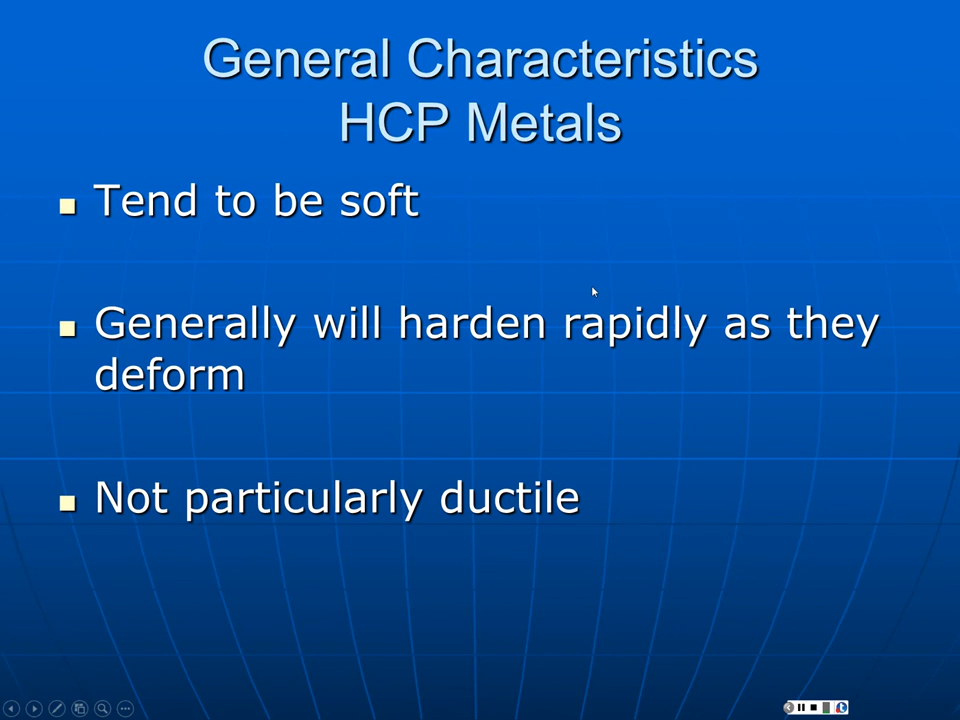 General Characteristics
HCP Metals
Tend to be soft
Generally will harden rapidly as they
deform
Not particularly ductile